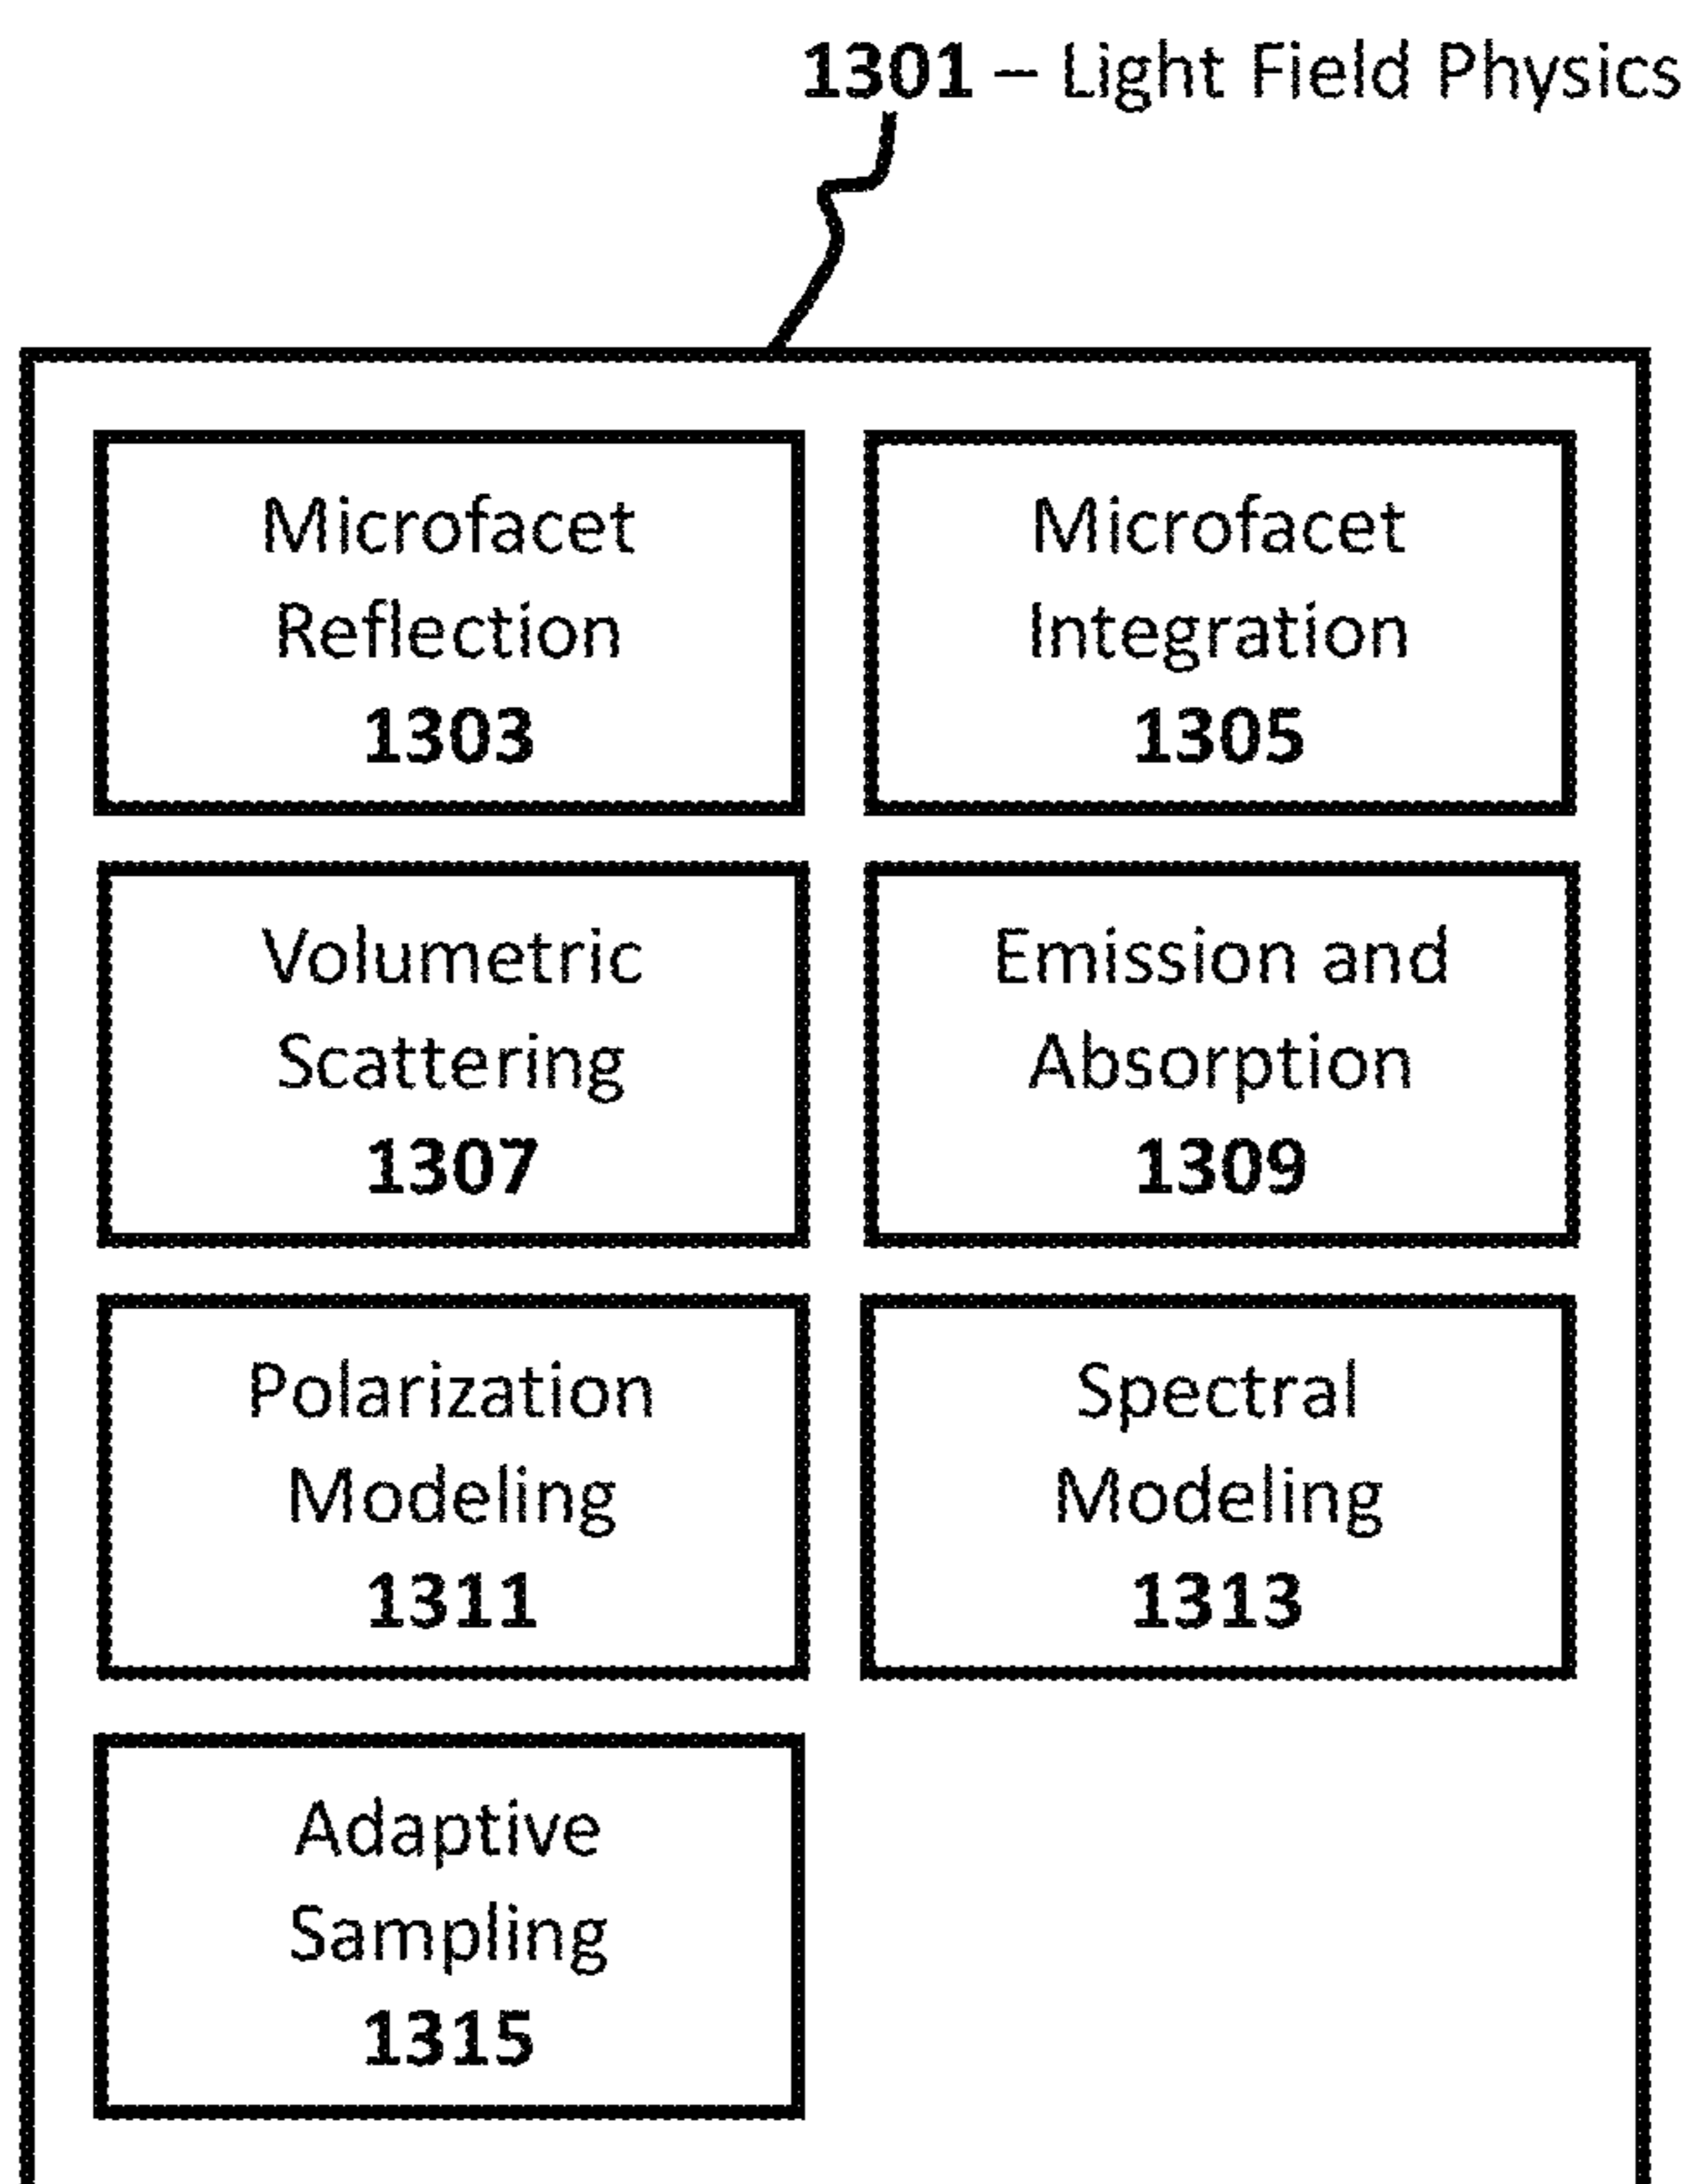 1301 – Light Field Physics
Microfacet
Reflection
1303
Microfacet
Integration
1305
Volumetric
Scattering
1307
Emission and
Absorption
1309
Polarization
Modeling
1311
Spectral
Modeling
1313
Adaptive
Sampling
1315